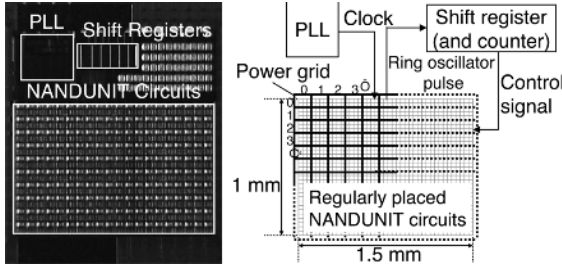 PLL
Shift Registers
NANDUNIT Circuits
PLL
Clock
Shift register
(and counter)
Ring oscillator
pulse
Control
signal
Power grid
0 1 2 3
0
1
2
3
1 mm
Regularly placed
NANDUNIT circuits
1.5 mm